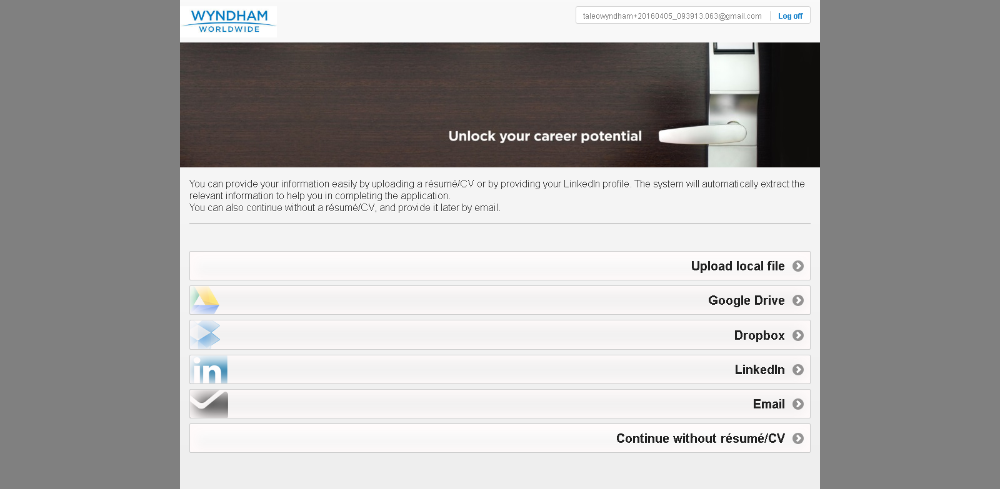 WYNDHAM
WORLDWIDE
taleowyndham+20160405_093913.063@gmail.com
Log off
Unlock your career potential
You can provide your information easily by uploading a résumé/CV or by providing your LinkedIn profile. The system will automatically extract the
relevant information to help you in completing the application.
You can also continue without a résumé/CV, and provide it later by email.
Upload local file
Google Drive
Dropbox
in
LinkedIn
Email
Continue without résumé/CV